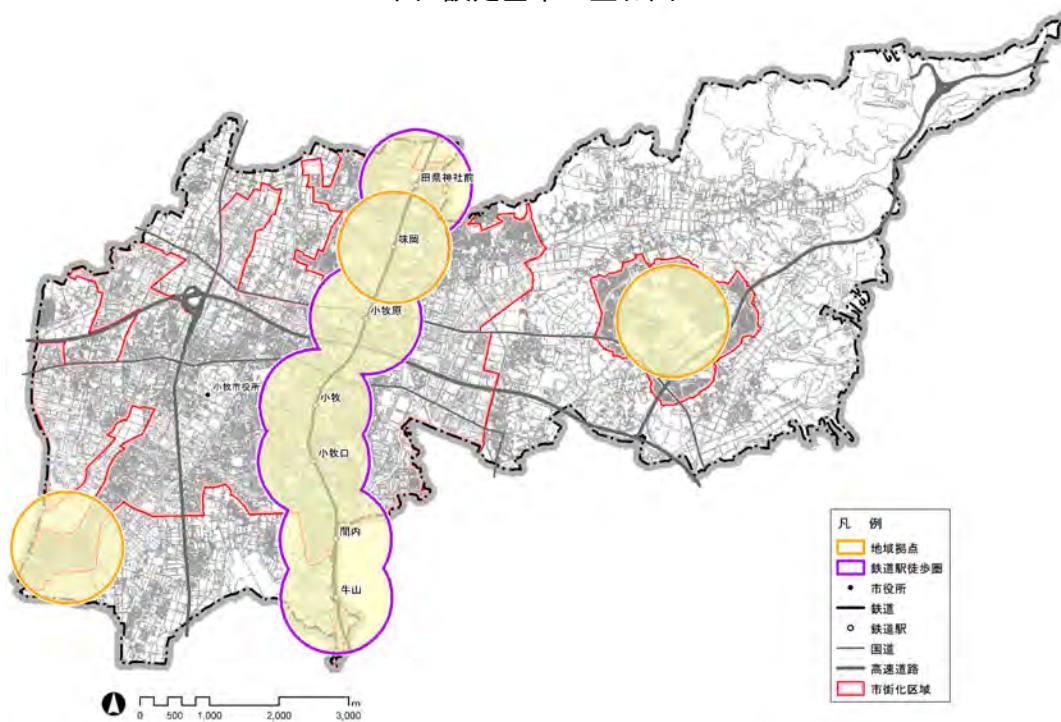 田県神社前
味岡
小牧原
小牧市役所
小牧
小牧口
間内
牛山
凡 例
地域拠点
鉄道駅徒歩圏
市役所
鉄道
鉄道駅
国道
高速道路
市街化区域
0 500 1,000 2,000 3,000
m